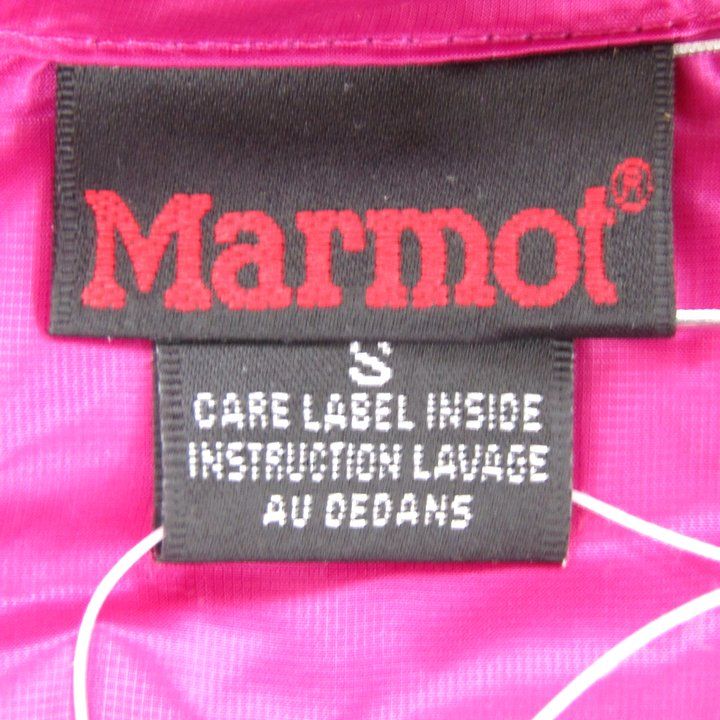 Marmot®
S
CARE LABEL INSIDE
INSTRUCTION LAVAGE
AU DEDANS